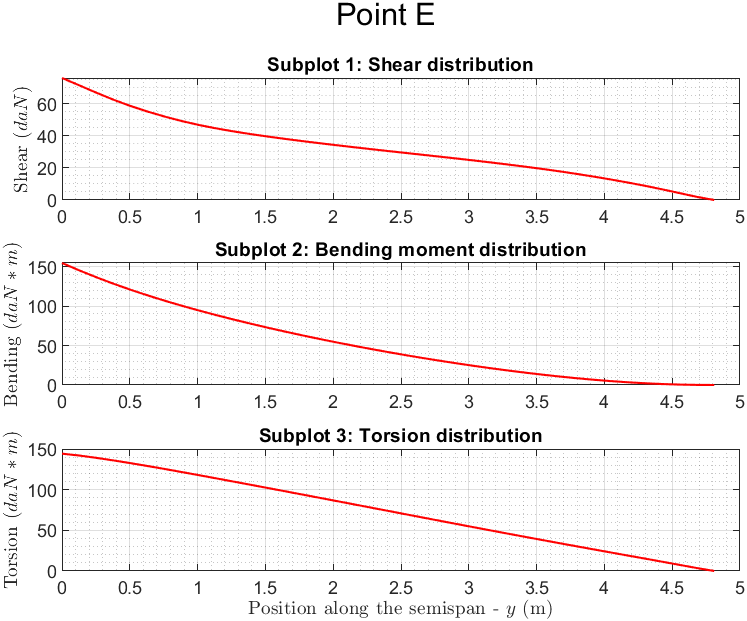 Point E
Subplot 1: Shear distribution
Shear (daN)
60
40
20
0
0 0.5 1 1.5 2 2.5 3 3.5 4 4.5 5
Subplot 2: Bending moment distribution
Bending (daN * m)
150
100
50
0
0 0.5 1 1.5 2 2.5 3 3.5 4 4.5 5
Subplot 3: Torsion distribution
Torsion (daN * m)
150
100
50
0
0 0.5 1 1.5 2 2.5 3 3.5 4 4.5 5
Position along the semispan - y (m)